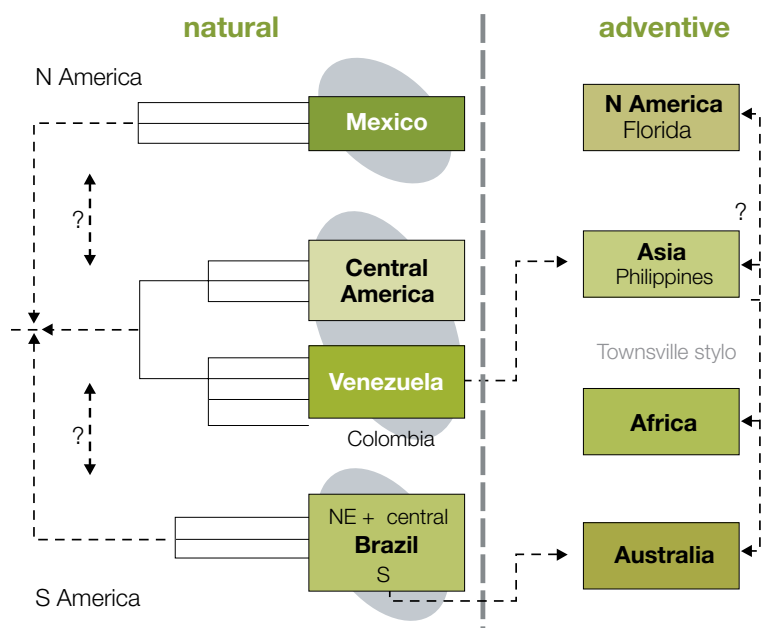 natural
adventive
N America
Mexico
N America
Florida
?
?
Central
America
Asia
Philippines
Townsville stylo
Venezuela
Colombia
?
Africa
NE + central
Brazil
S
Australia
S America